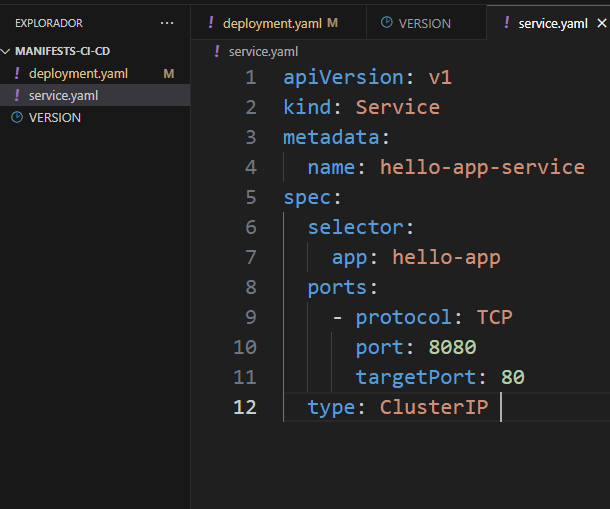 EXPLORADOR ···
MANIFESTS-CI-CD
! deployment.yaml M
! service.yaml
VERSION
! deployment.yaml M VERSION ! service.yaml ×
! service.yaml
1 apiVersion: v1
2 kind: Service
3 metadata:
4   name: hello-app-service
5 spec:
6   selector:
7     app: hello-app
8   ports:
9     - protocol: TCP
10       port: 8080
11       targetPort: 80
12   type: ClusterIP